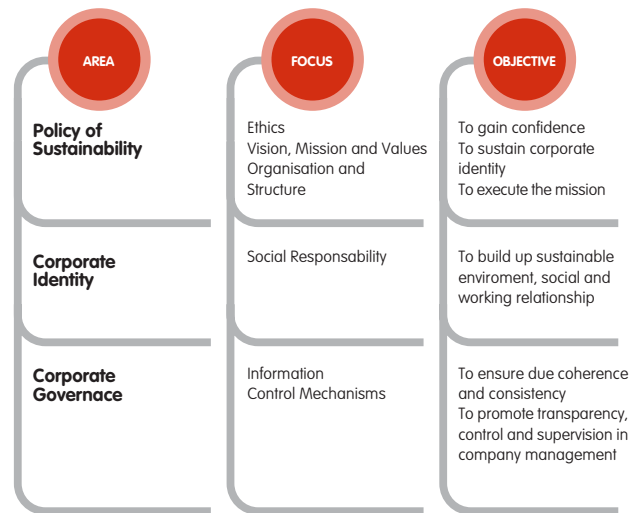 AREA
FOCUS
OBJECTIVE
Policy of
Sustainability
Ethics
Vision, Mission and Values
Organisation and
Structure
To gain confidence
To sustain corporate
identity
To execute the mission
Corporate
Identity
Social Responsability
To build up sustainable
enviroment, social and
working relationship
Corporate
Governace
Information
Control Mechanisms
To ensure due coherence
and consistency
To promote transparency,
control and supervision in
company management